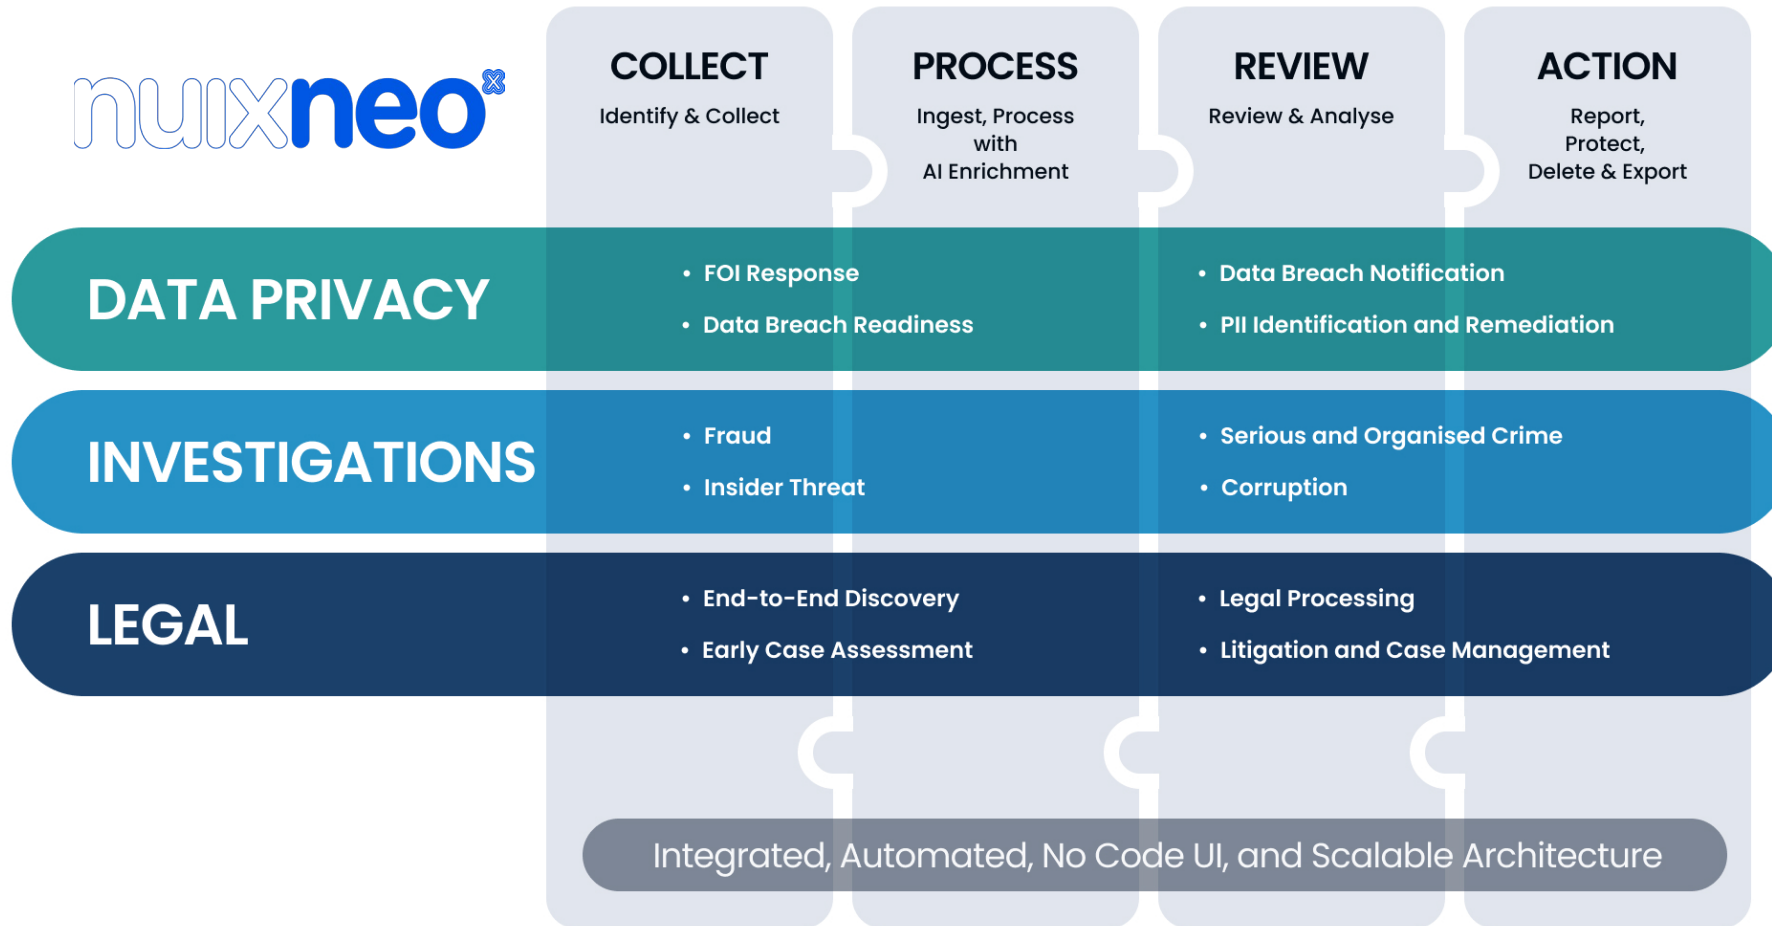 nuixneo
COLLECT
Identify & Collect
PROCESS
Ingest, Process
with
AI Enrichment
REVIEW
Review & Analyse
ACTION
Report,
Protect,
Delete & Export
DATA PRIVACY
• FOI Response
• Data Breach Readiness
• Data Breach Notification
• PII Identification and Remediation
INVESTIGATIONS
• Fraud
• Insider Threat
• Serious and Organised Crime
• Corruption
LEGAL
• End-to-End Discovery
• Early Case Assessment
• Legal Processing
• Litigation and Case Management
Integrated, Automated, No Code UI, and Scalable Architecture